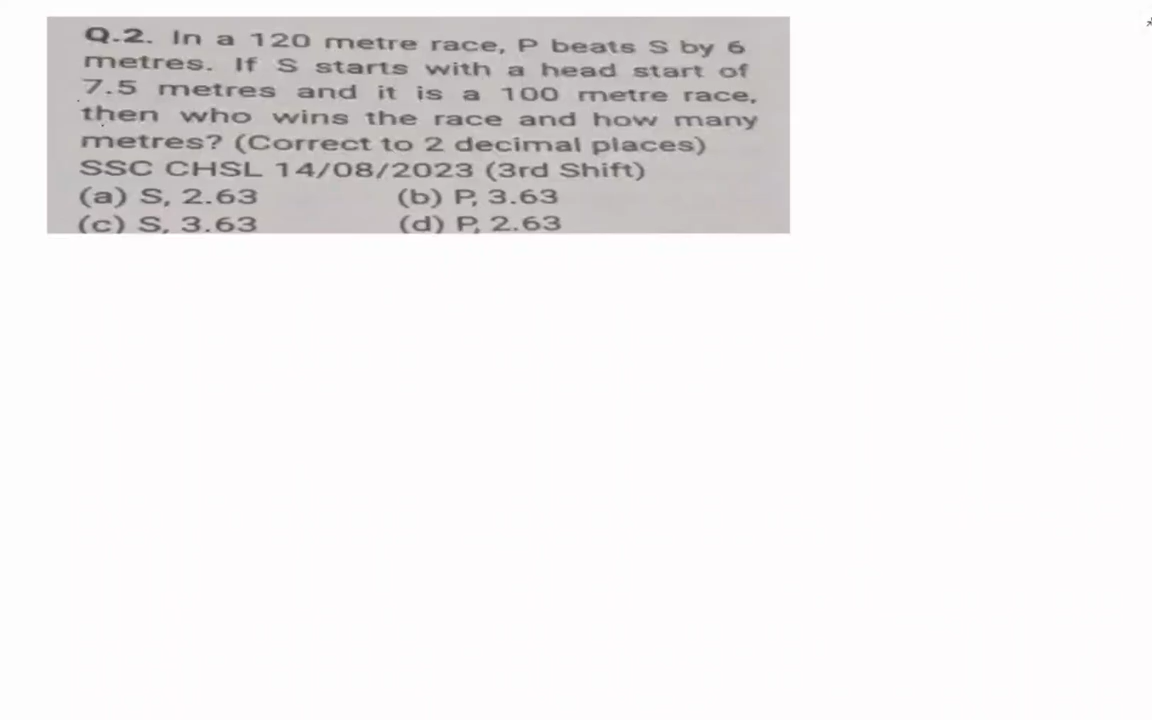 Q.2. In a 120 metre race, P beats S by 6
metres. If S starts with a head start of
7.5 metres and it is a 100 metre race,
then who wins the race and how many
metres? (Correct to 2 decimal places)
SSC CHSL 14/08/2023 (3rd Shift)
(a) S, 2.63 (b) P, 3.63
(c) S, 3.63 (d) P, 2.63